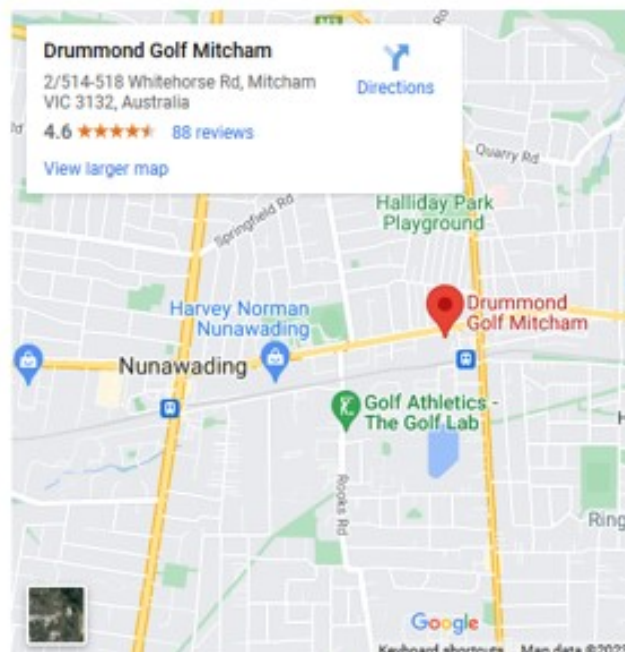 Drummond Golf Mitcham
2/514-518 Whitehorse Rd, Mitcham
VIC 3132, Australia
Directions
4.6
88 reviews
View larger map
Quarry Rd
Halliday Park
Playground
Springfield Rd
Harvey Norman
Nunawading
Drummond
Golf Mitcham
Nunawading
Golf Athletics -
The Golf Lab
Rooks Rd
Ring
Google
Keyboard shortcuts
Map data